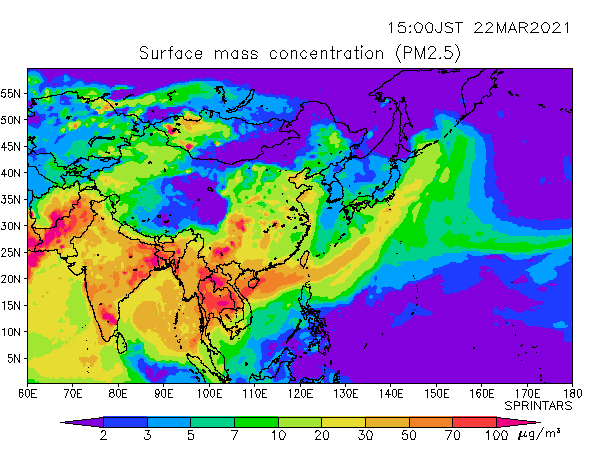 15:00JST 22MAR2021
Surface mass concentration (PM2.5)
55N
50N
45N
40N
35N
30N
25N
20N
15N
10N
5N
60E 70E 80E 90E 100E 110E 120E 130E 140E 150E 160E 170E 180
SPRINTARS
2 3 5 7 10 20 30 50 70 100 μg/m³